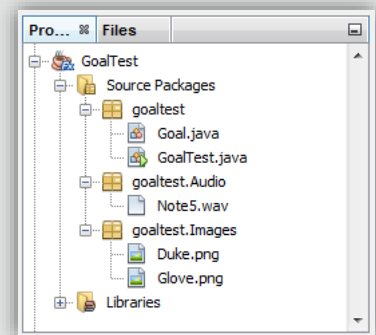 Pro... Files
GoalTest
Source Packages
goaltest
Goal.java
GoalTest.java
goaltest.Audio
Note5.wav
goaltest.Images
Duke.png
Glove.png
Libraries